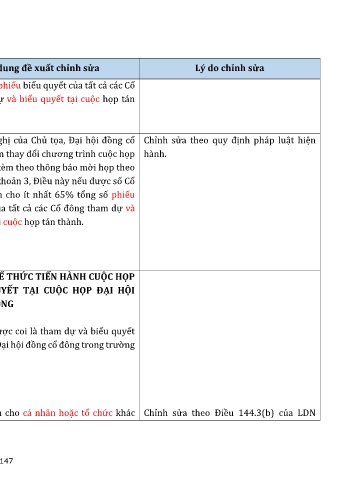 dung đề xuất chỉnh sửa
Lý do chỉnh sửa
phiếu biểu quyết của tất cả các Cổ
và biểu quyết tại cuộc họp tán
nghị của Chủ tọa, Đại hội đồng cổ
thay đổi chương trình cuộc họp
kèm theo thông báo mời họp theo
khoản 3, Điều này nếu được số Cổ
cho ít nhất 65% tổng số phiếu
tất cả các Cổ đông tham dự và
cuộc họp tán thành.
Chỉnh sửa theo quy định pháp luật hiện
hành.
THỨC TIẾN HÀNH CUỘC HỌP
TẠI CUỘC HỌP ĐẠI HỘI
được coi là tham dự và biểu quyết
Đại hội đồng cổ đông trong trường
cho cá nhân hoặc tổ chức khác
Chỉnh sửa theo Điều 144.3(b) của LDN
147